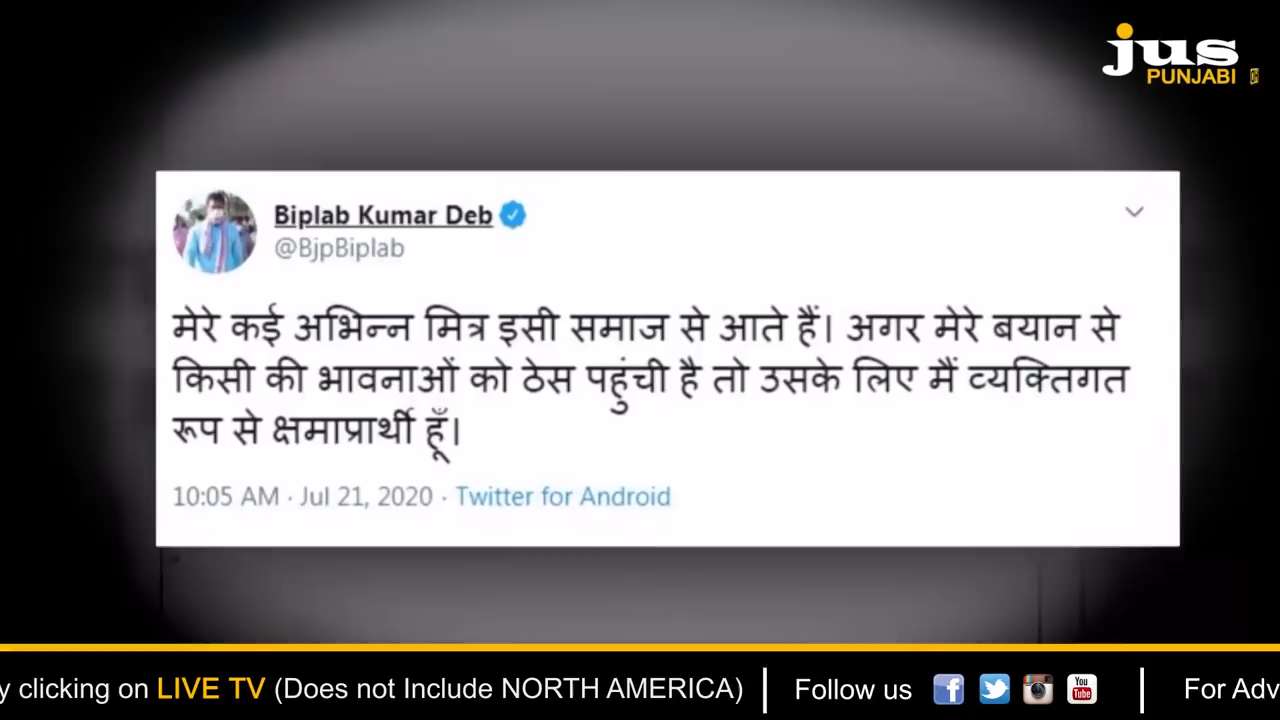 jus
PUNJABI
Biplab Kumar Deb
@BjpBiplab
मेरे कई अभिन्न मित्र इसी समाज से आते हैं। अगर मेरे बयान से
किसी की भावनाओं को ठेस पहुंची है तो उसके लिए मैं व्यक्तिगत
रूप से क्षमाप्रार्थी हूँ।
10:05 AM · Jul 21, 2020 · Twitter for Android
y clicking on LIVE TV (Does not Include NORTH AMERICA) Follow us You Tube For Adv